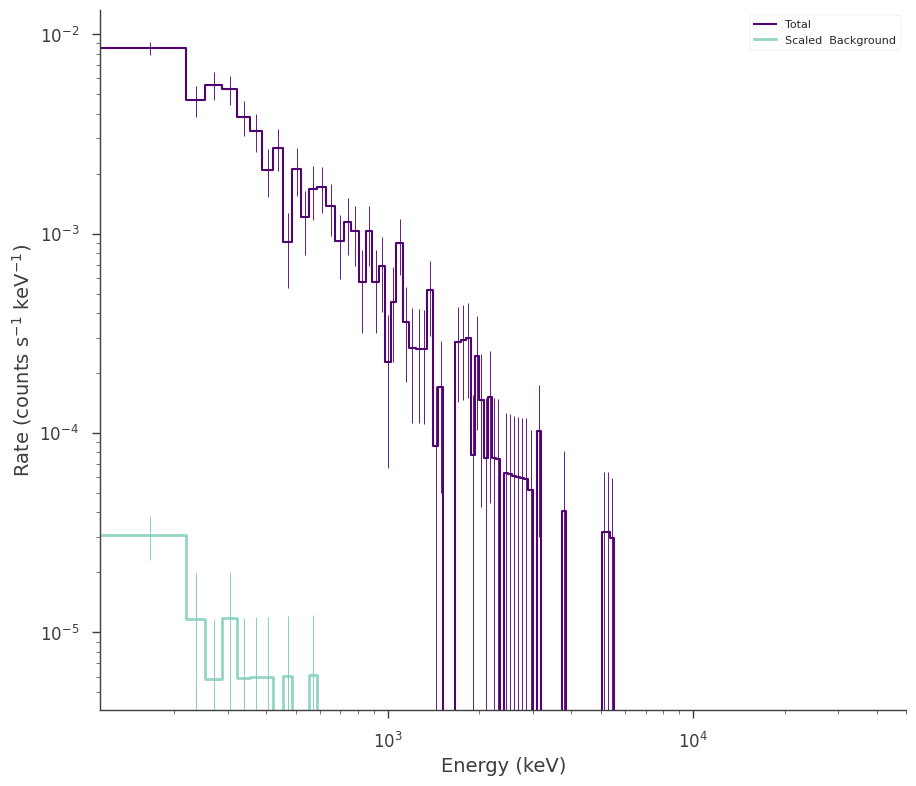 Total
Scaled  Background
Rate (counts s⁻¹ keV⁻¹)
10⁻²
10⁻³
10⁻⁴
10⁻⁵
10³
10⁴
Energy (keV)